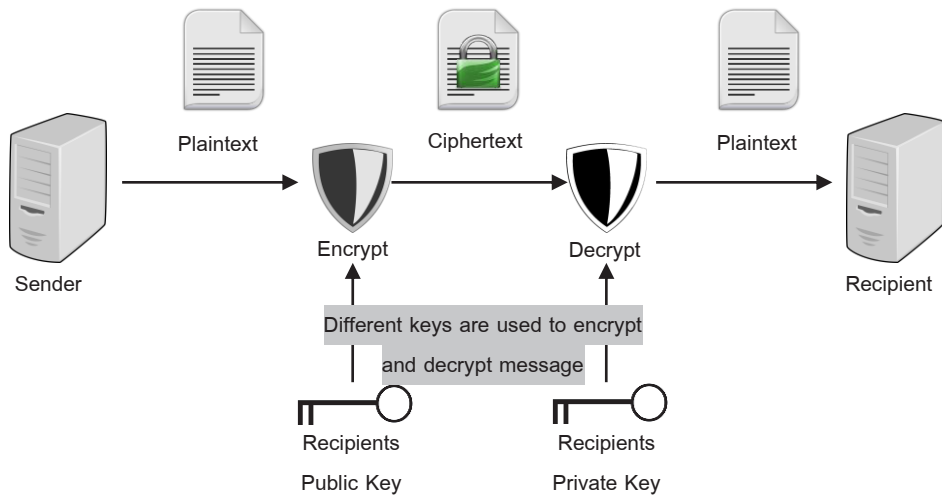 Plaintext
Ciphertext
Plaintext
Encrypt
Decrypt
Sender
Recipient
Different keys are used to encrypt
and decrypt message
Recipients
Public Key
Recipients
Private Key